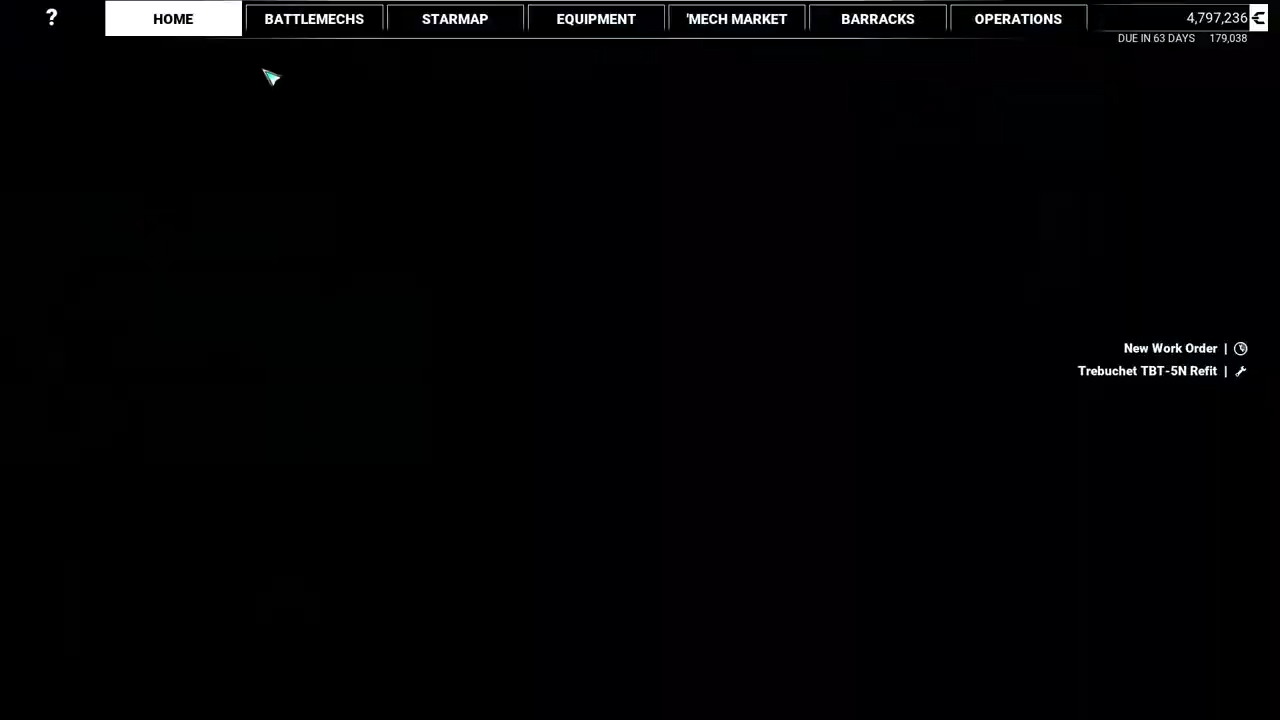 ?
HOME
BATTLEMECHS
STARMAP
EQUIPMENT
'MECH MARKET
BARRACKS
OPERATIONS
4,797,236
DUE IN 63 DAYS 179,038
New Work Order |
Trebuchet TBT-5N Refit |